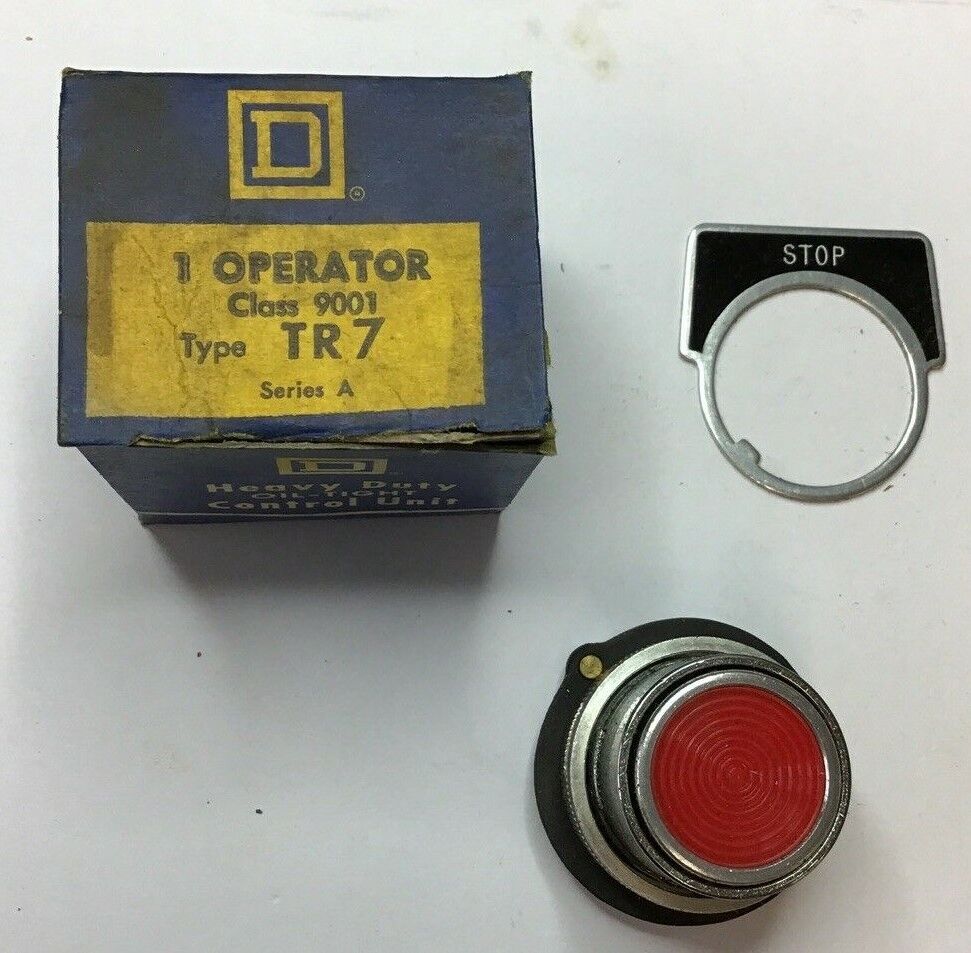 D
®
1 OPERATOR
Class 9001
Type TR7
Series A
D
Heavy Duty
OIL-TIGHT
Control Unit
STOP